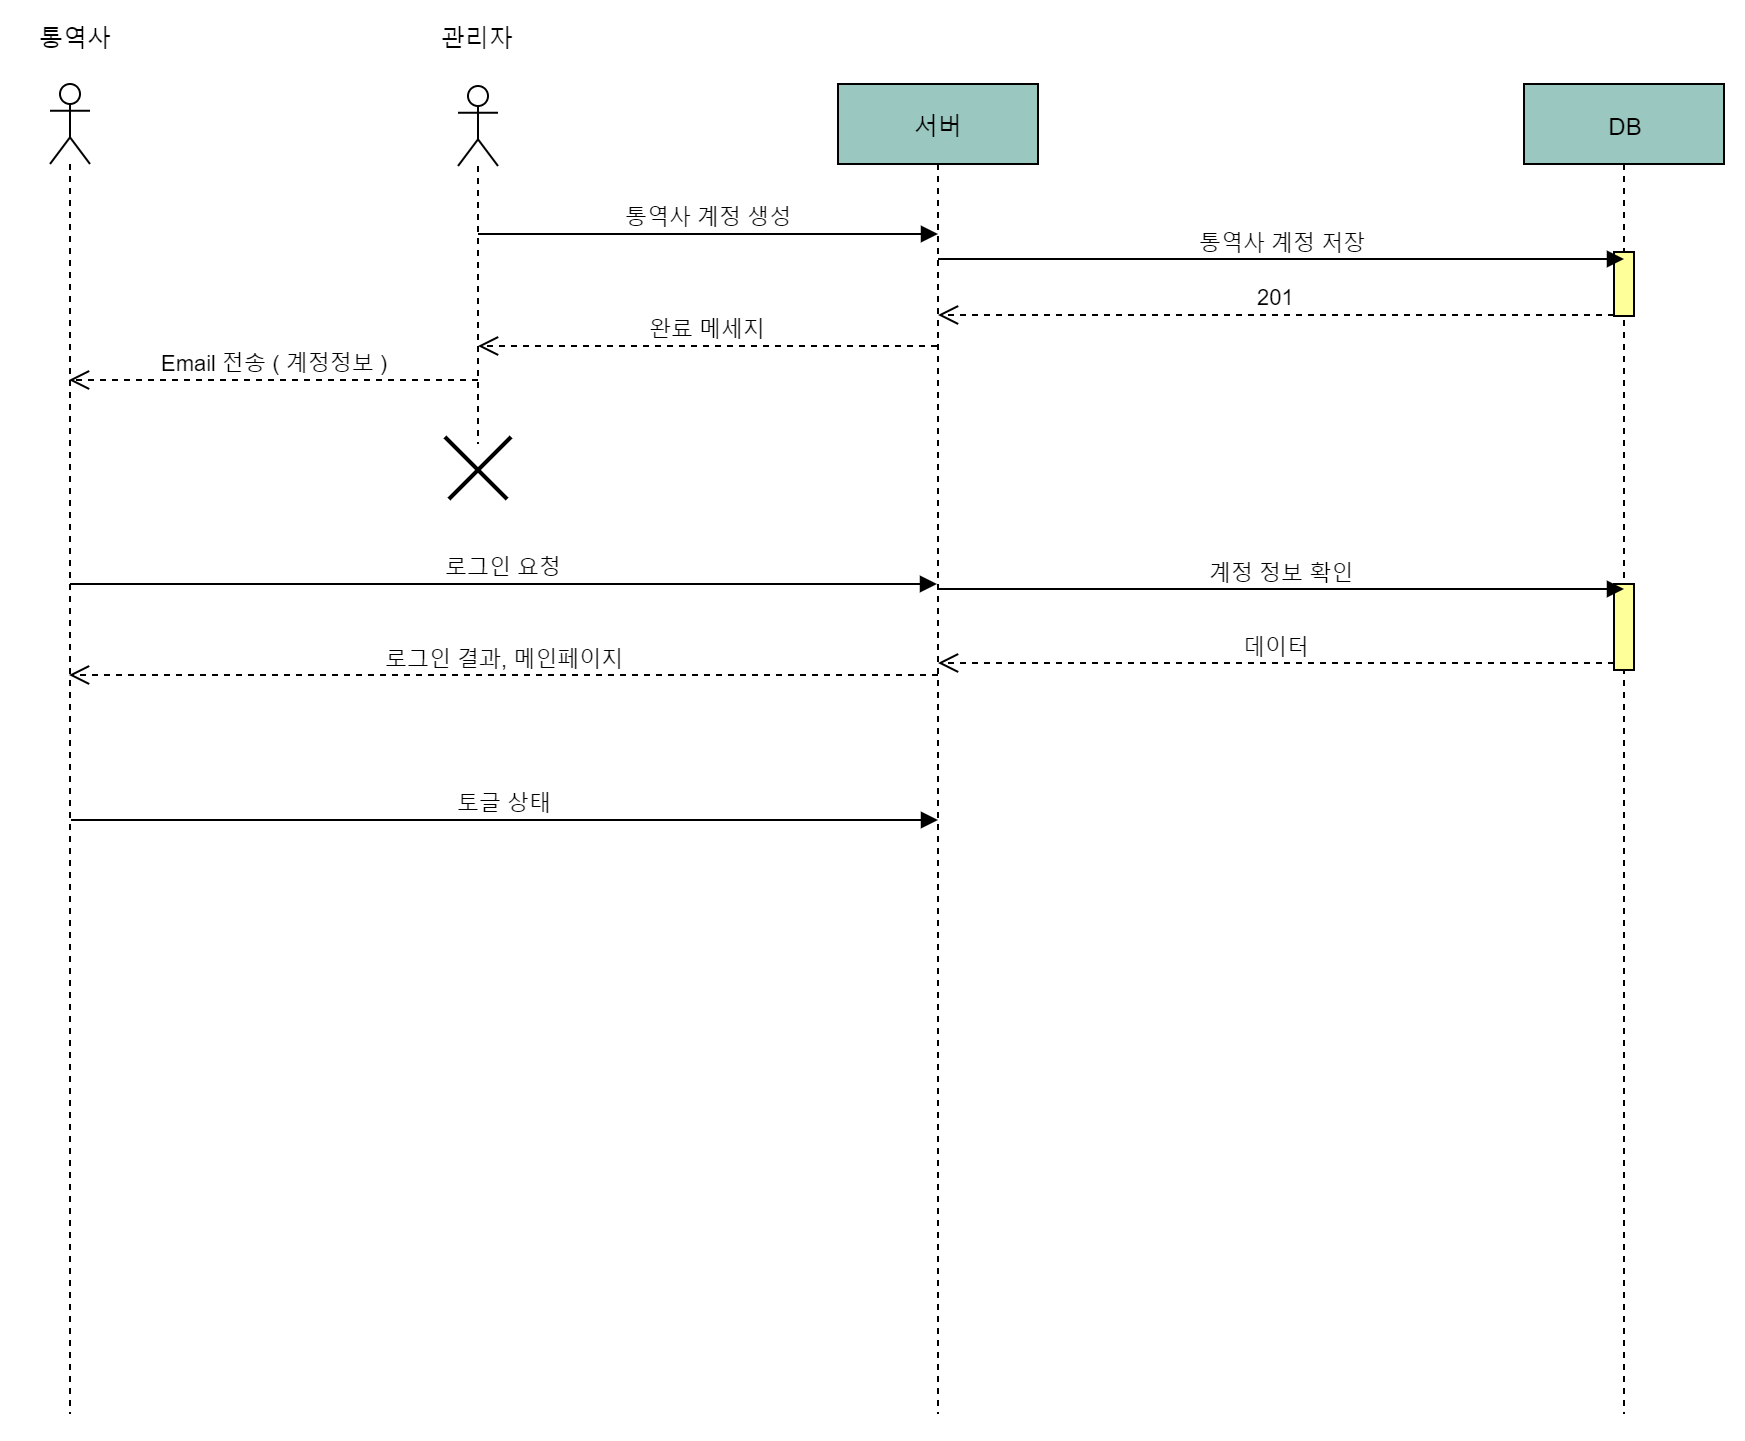 통역사
관리자
서버
DB
통역사 계정 생성
통역사 계정 저장
201
완료 메세지
Email 전송 ( 계정정보 )
로그인 요청
계정 정보 확인
데이터
로그인 결과, 메인페이지
토글 상태